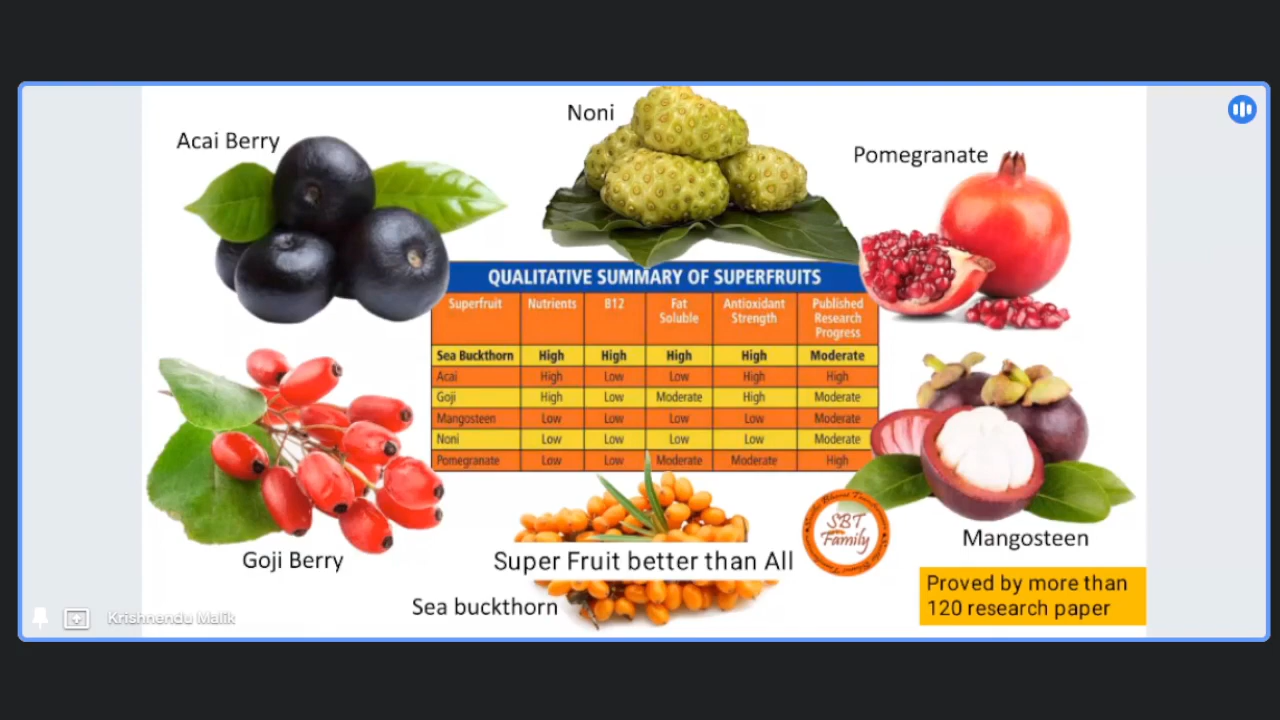 Noni
Acai Berry
Pomegranate
QUALITATIVE SUMMARY OF SUPERFRUITS
Superfruit Nutrients B12 Fat Soluble Antioxidant Strength Published Research Progress
Sea Buckthorn High High High High Moderate
Acai High Low Low High High
Goji High Low Moderate High Moderate
Mangosteen Low Low Low Low Moderate
Noni Low Low Low Low Moderate
Pomegranate Low Low Moderate Moderate High
SBT
Family
Mangosteen
Goji Berry
Super Fruit better than All
Sea buckthorn
Proved by more than
120 research paper
Krishnendu Malik